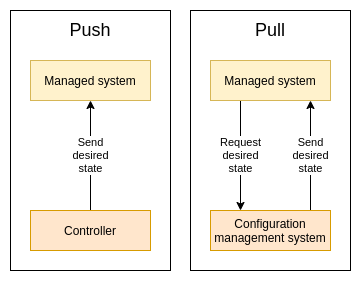 Push
Managed system
Send
desired
state
Controller
Pull
Managed system
Request
desired
state
Send
desired
state
Configuration
management system